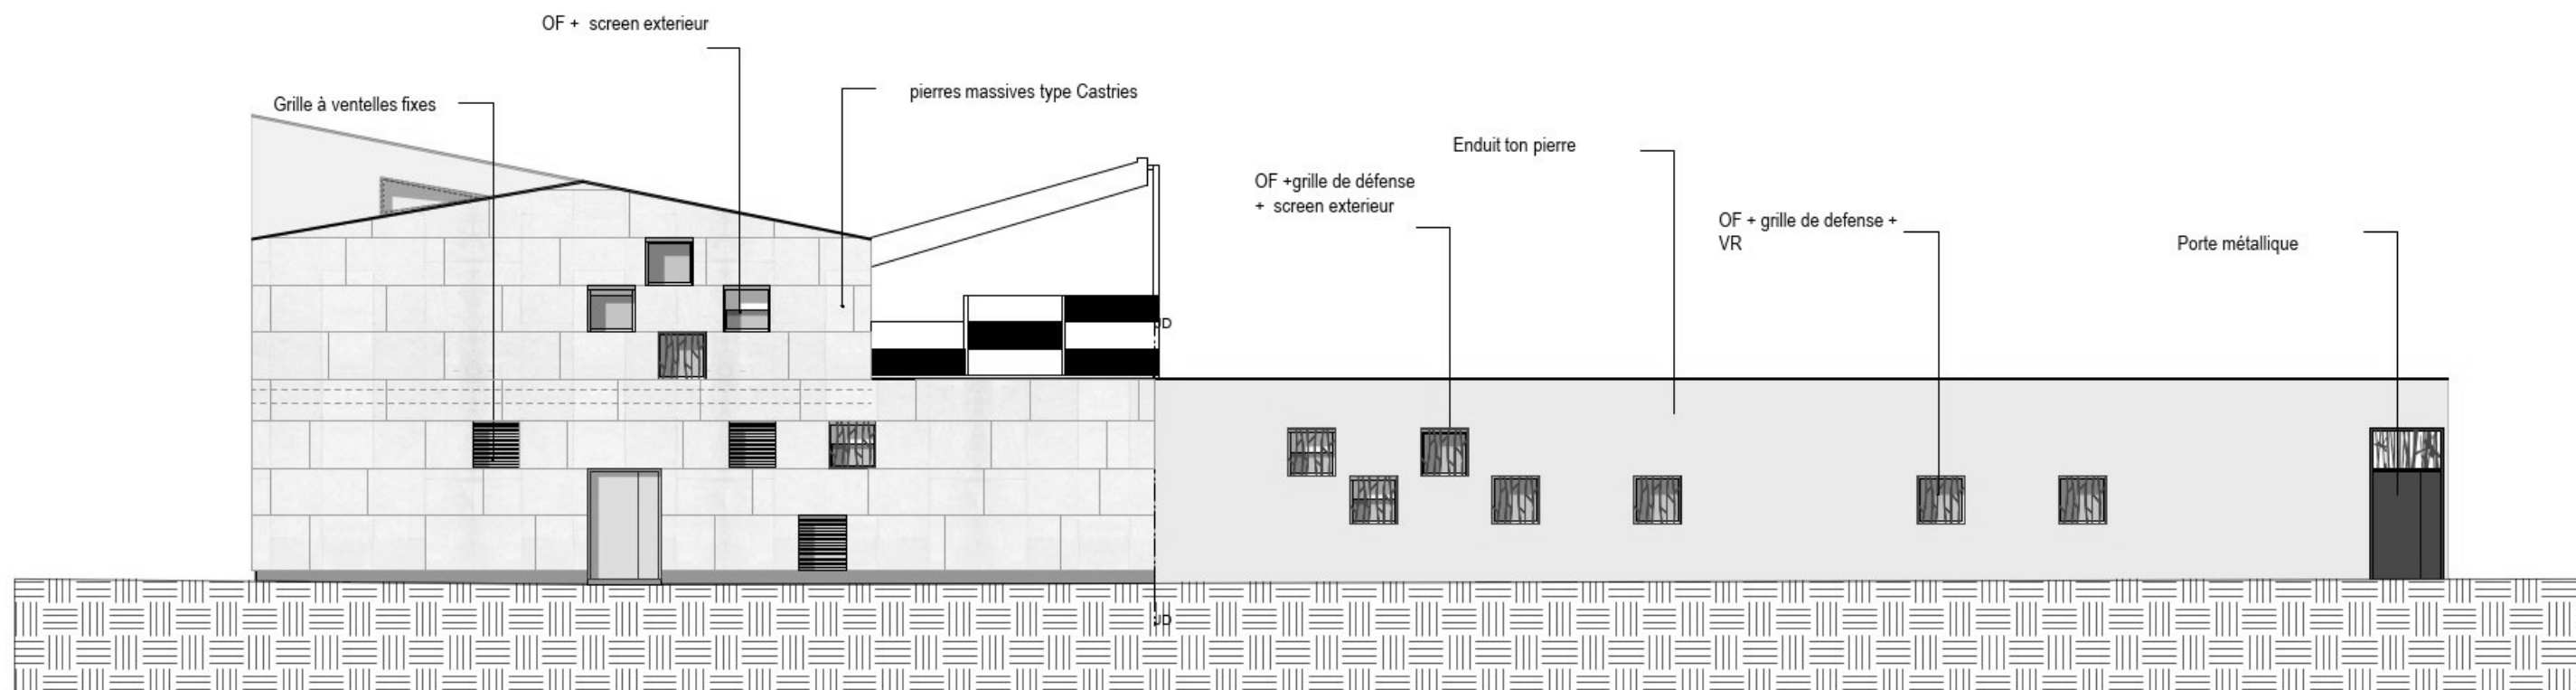 OF +  screen exterieur
Grille à ventelles fixes
pierres massives type Castries
Enduit ton pierre
OF +grille de défense
+  screen exterieur
OF + grille de defense +
VR
Porte métallique
JD
JD